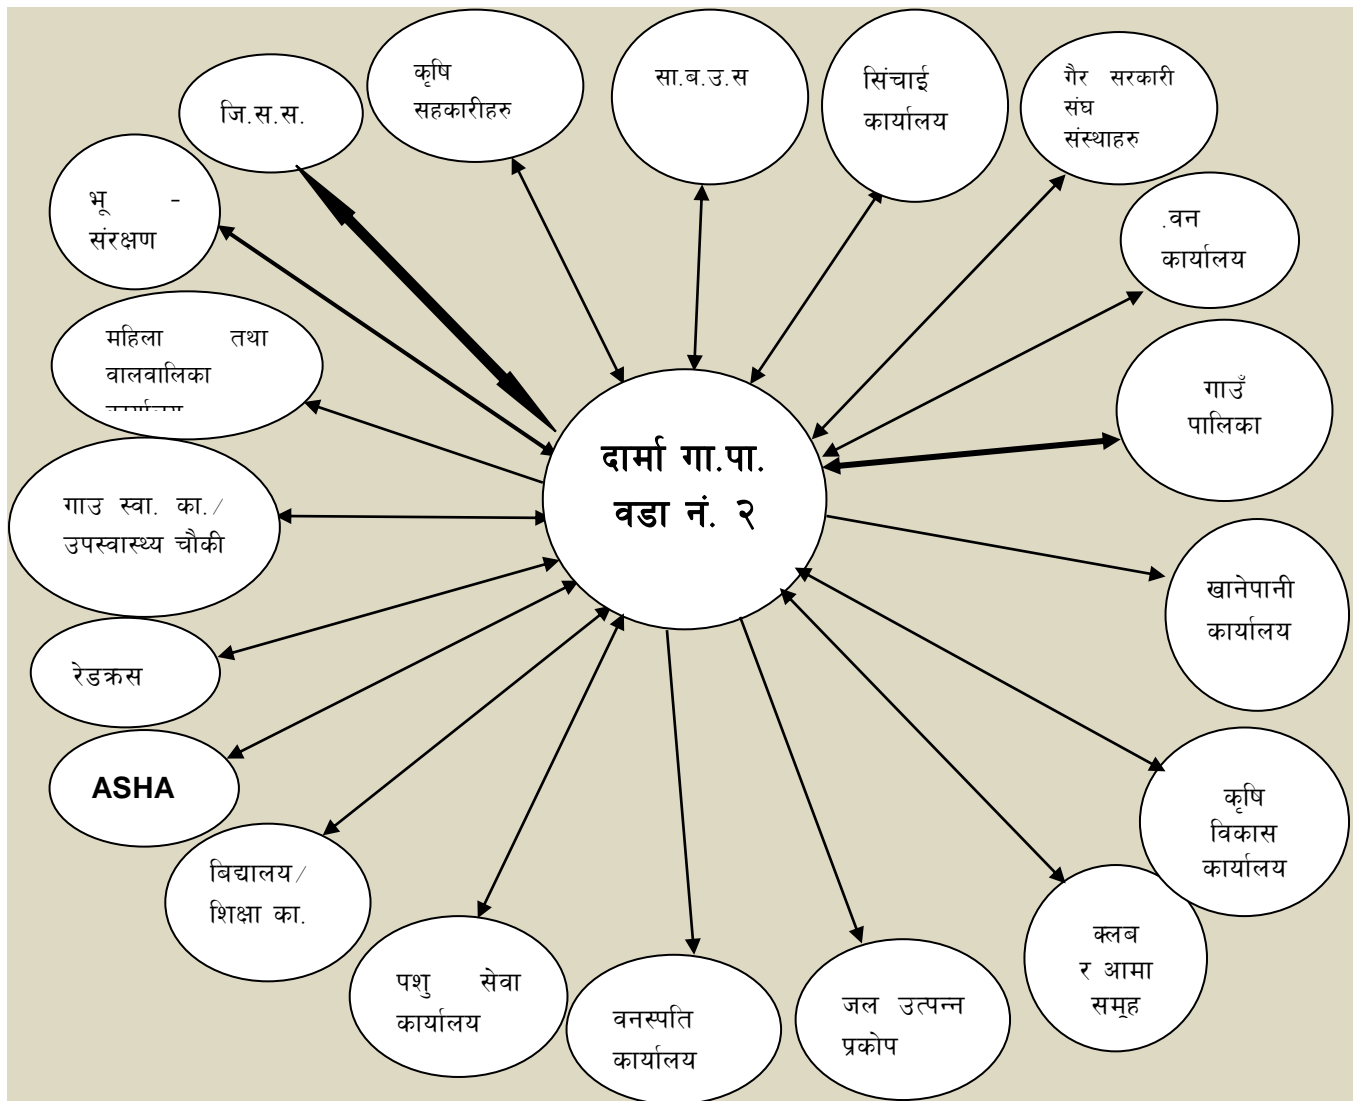 जि.स.स.
कृषि
सहकारीहरु
सा.ब.उ.स
सिंचाई
कार्यालय
गैर सरकारी
संघ
संस्थाहरु
.वन
कार्यालय
गाउँ
पालिका
खानेपानी
कार्यालय
कृषि
विकास
कार्यालय
क्लब
र आमा
समूह
जल उत्पन्न
प्रकोप
वनस्पति
कार्यालय
पशु सेवा
कार्यालय
बिद्यालय/
शिक्षा का.
ASHA
रेडक्रस
गाउ स्वा. का./
उपस्वास्थ्य चौकी
महिला तथा
वालवालिका
भू -
संरक्षण
दार्मा गा.पा.
वडा नं. २